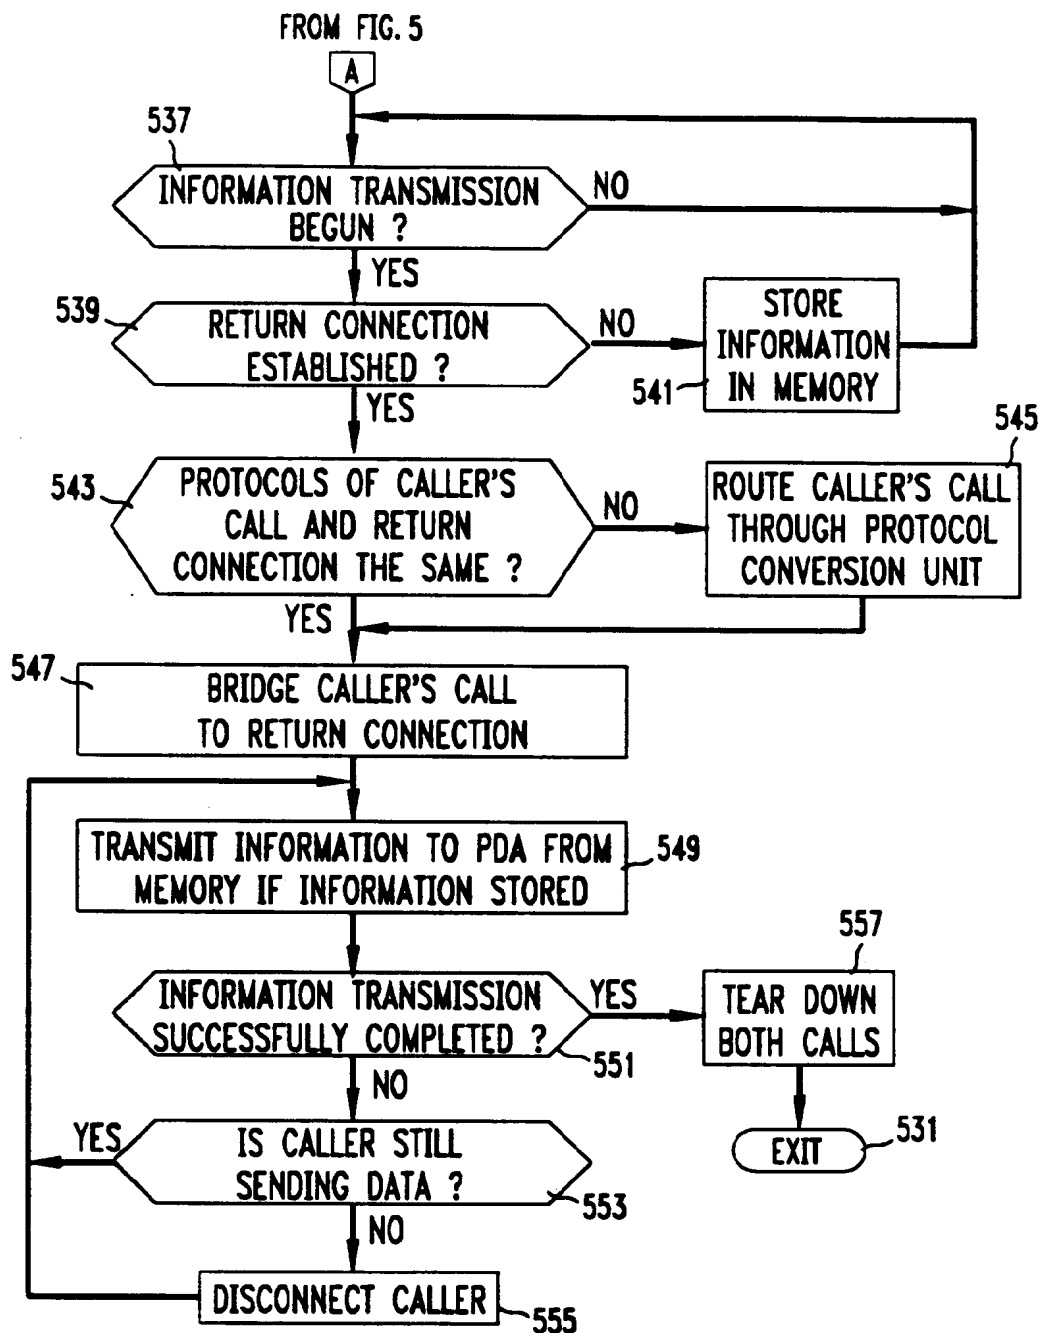 FROM FIG. 5
A
537
INFORMATION TRANSMISSION
BEGUN ?
NO
YES
539
RETURN CONNECTION
ESTABLISHED ?
NO
STORE
INFORMATION
IN MEMORY
541
YES
543
PROTOCOLS OF CALLER'S
CALL AND RETURN
CONNECTION THE SAME ?
NO
545
ROUTE CALLER'S CALL
THROUGH PROTOCOL
CONVERSION UNIT
YES
547
BRIDGE CALLER'S CALL
TO RETURN CONNECTION
TRANSMIT INFORMATION TO PDA FROM
MEMORY IF INFORMATION STORED
549
INFORMATION TRANSMISSION
SUCCESSFULLY COMPLETED ?
551
YES
557
TEAR DOWN
BOTH CALLS
NO
EXIT
531
IS CALLER STILL
SENDING DATA ?
553
YES
NO
DISCONNECT CALLER
555